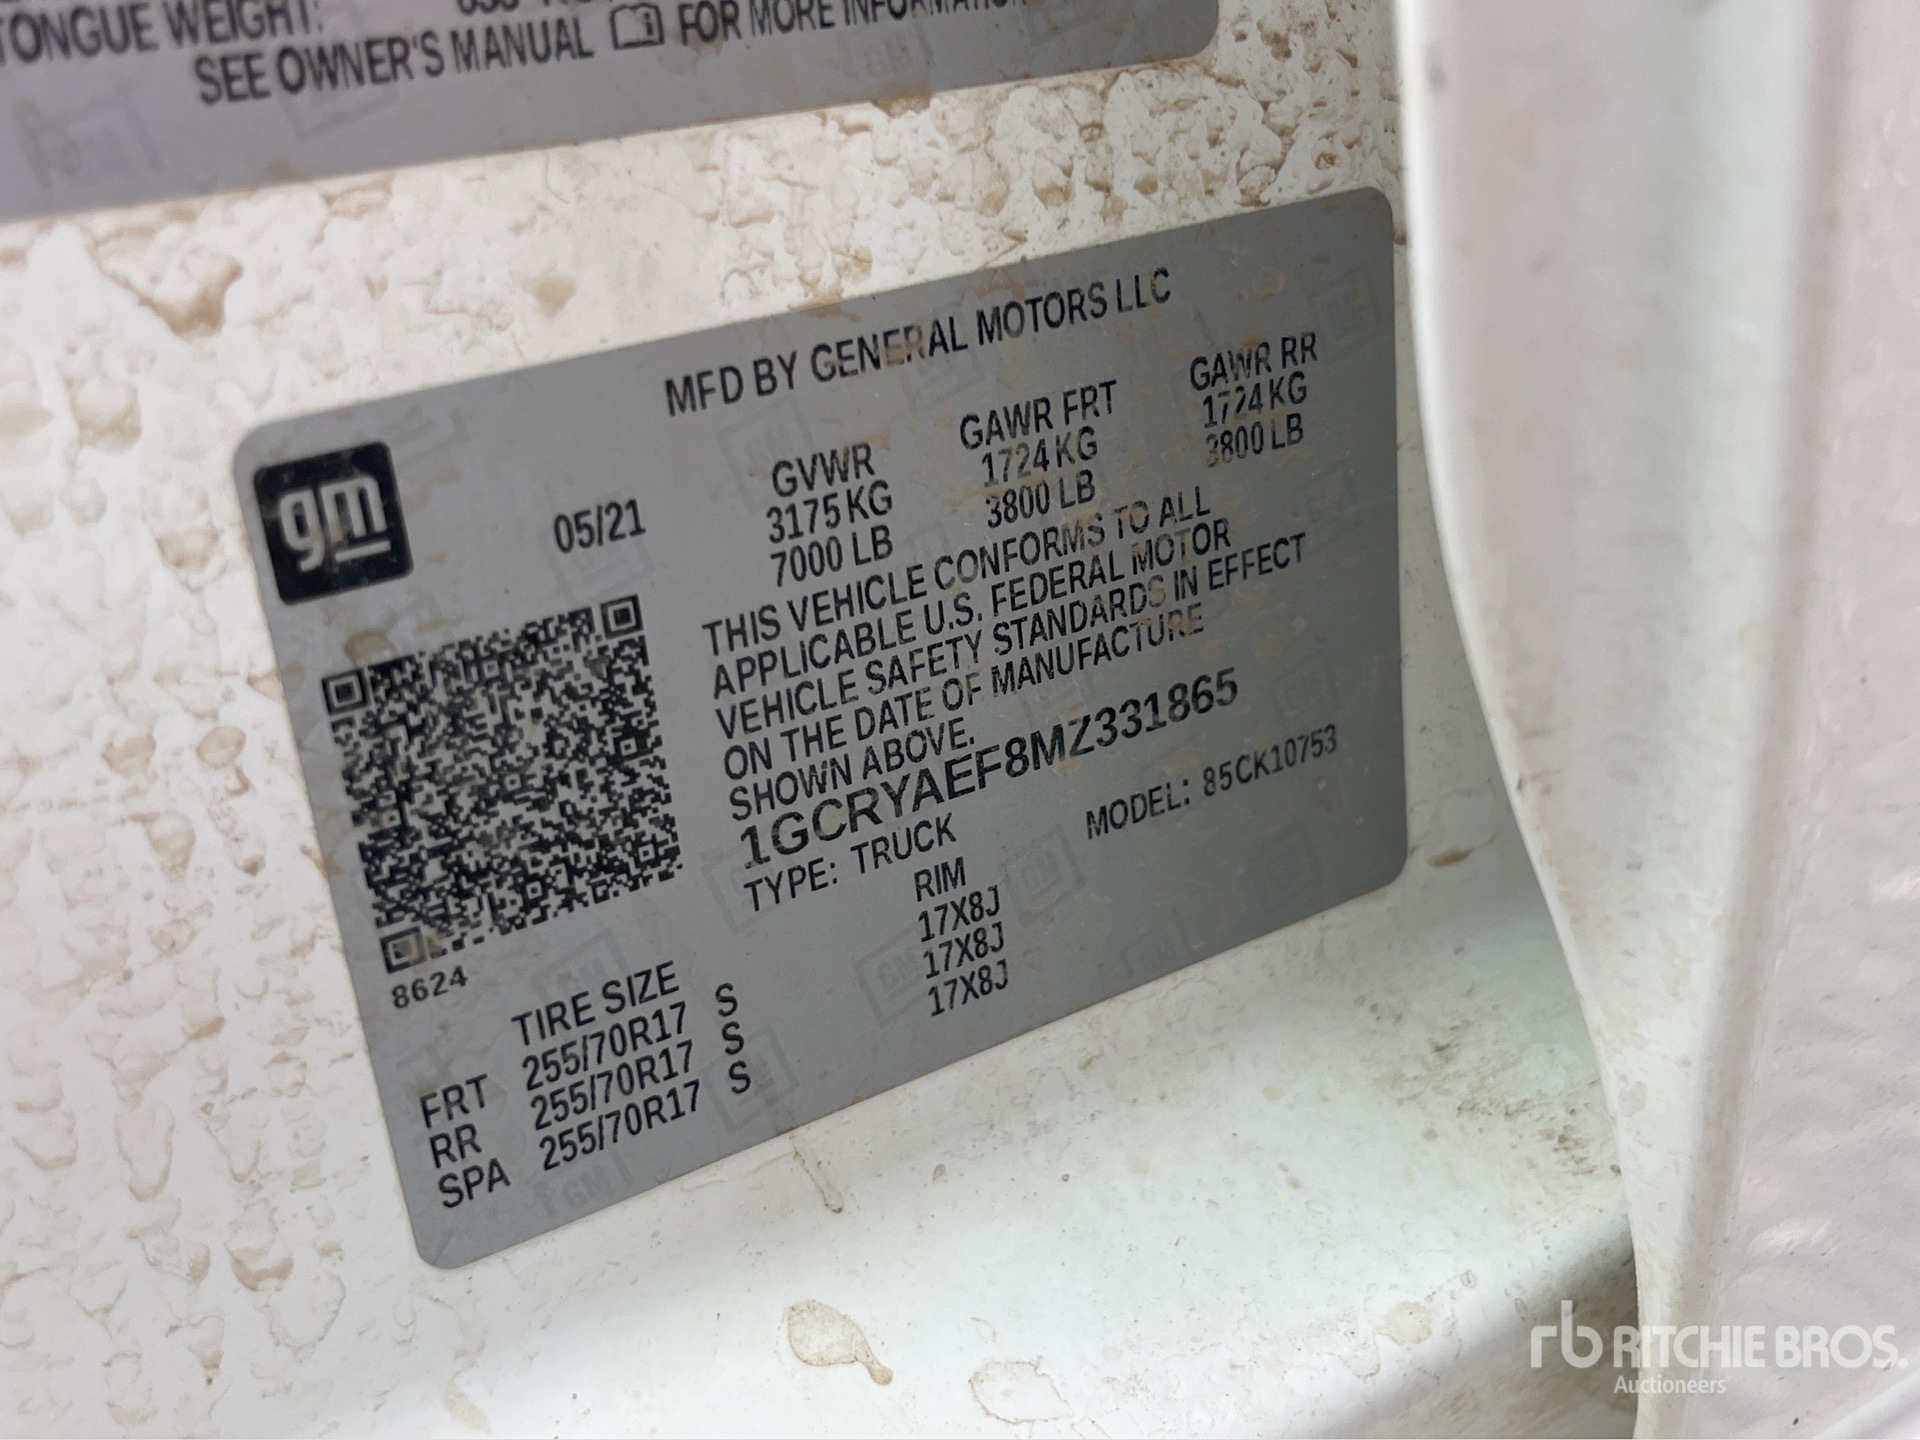 TONGUE WEIGHT:
SEE OWNER'S MANUAL FOR MORE INFORMATION
MFD BY GENERAL MOTORS LLC
gm
05/21
GVWR GAWR FRT GAWR RR
3175 KG 1724 KG 1724 KG
7000 LB 3800 LB 3800 LB
THIS VEHICLE CONFORMS TO ALL
APPLICABLE U.S. FEDERAL MOTOR
VEHICLE SAFETY STANDARDS IN EFFECT
ON THE DATE OF MANUFACTURE
SHOWN ABOVE.
1GCRYAEF8MZ331865
TYPE: TRUCK MODEL: 85CK10753
8624
TIRE SIZE RIM
FRT 255/70R17 S 17X8J
RR 255/70R17 S 17X8J
SPA 255/70R17 S 17X8J
rb RITCHIE BROS.
Auctioneers